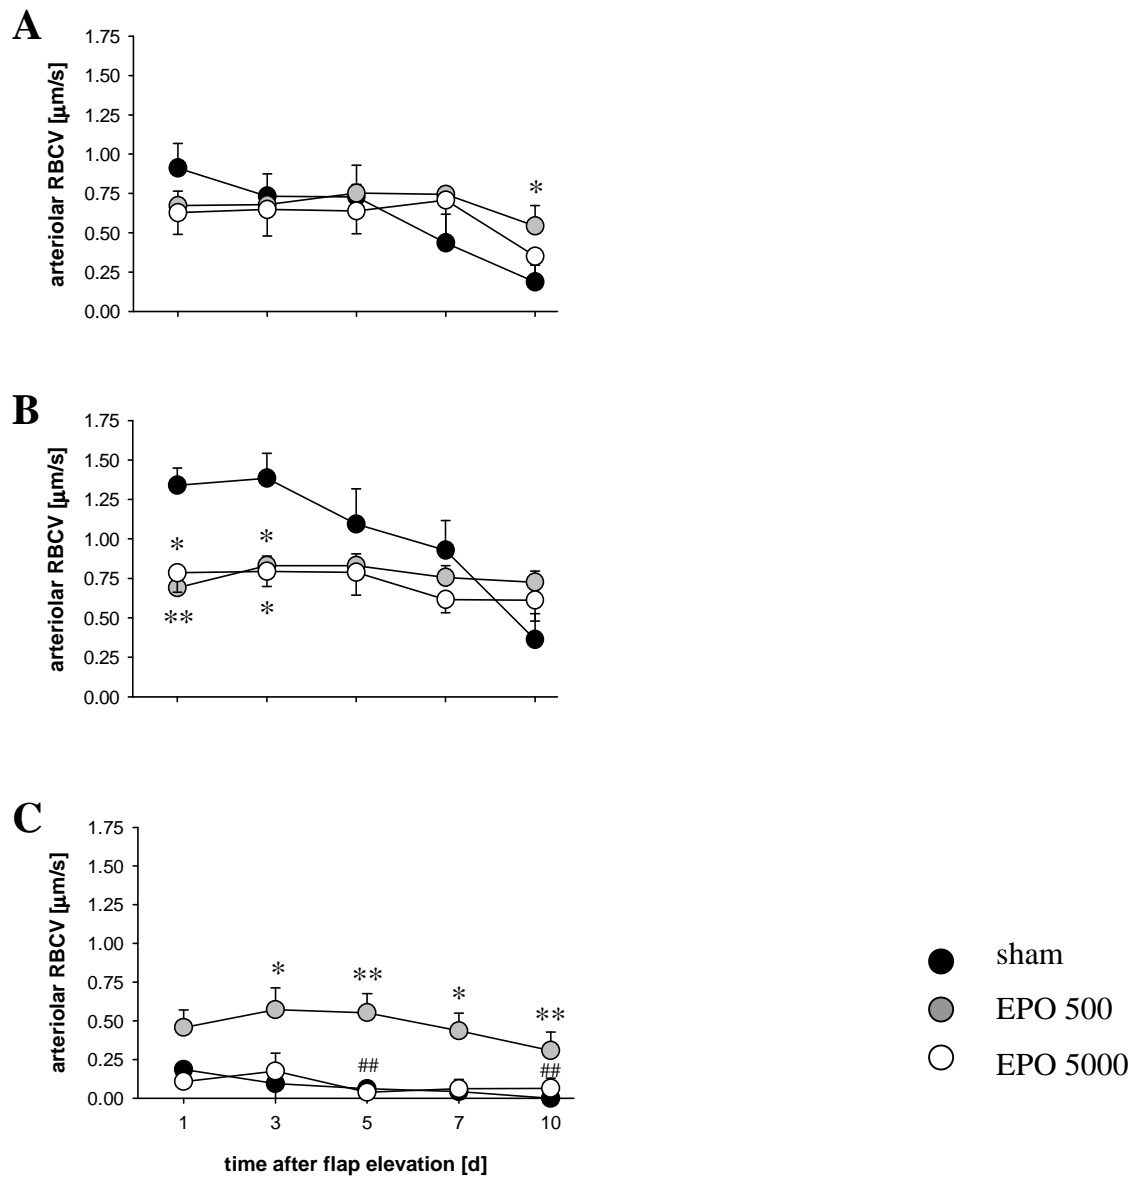 A
1.75
1.50
1.25
1.00
0.75
0.50
0.25
0.00
arteriolar RBCV [μm/s]
*
B
1.75
1.50
1.25
1.00
0.75
0.50
0.25
0.00
arteriolar RBCV [μm/s]
* *
** *
C
1.75
1.50
1.25
1.00
0.75
0.50
0.25
0.00
arteriolar RBCV [μm/s]
* ** * **
## ##
1 3 5 7 10
time after flap elevation [d]
sham
EPO 500
EPO 5000